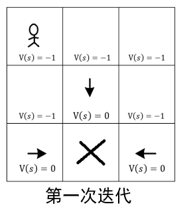 V(s) = −1 V(s) = −1 V(s) = −1
V(s) = −1 V(s) = 0 V(s) = −1
V(s) = 0 V(s) = 0
第一次迭代